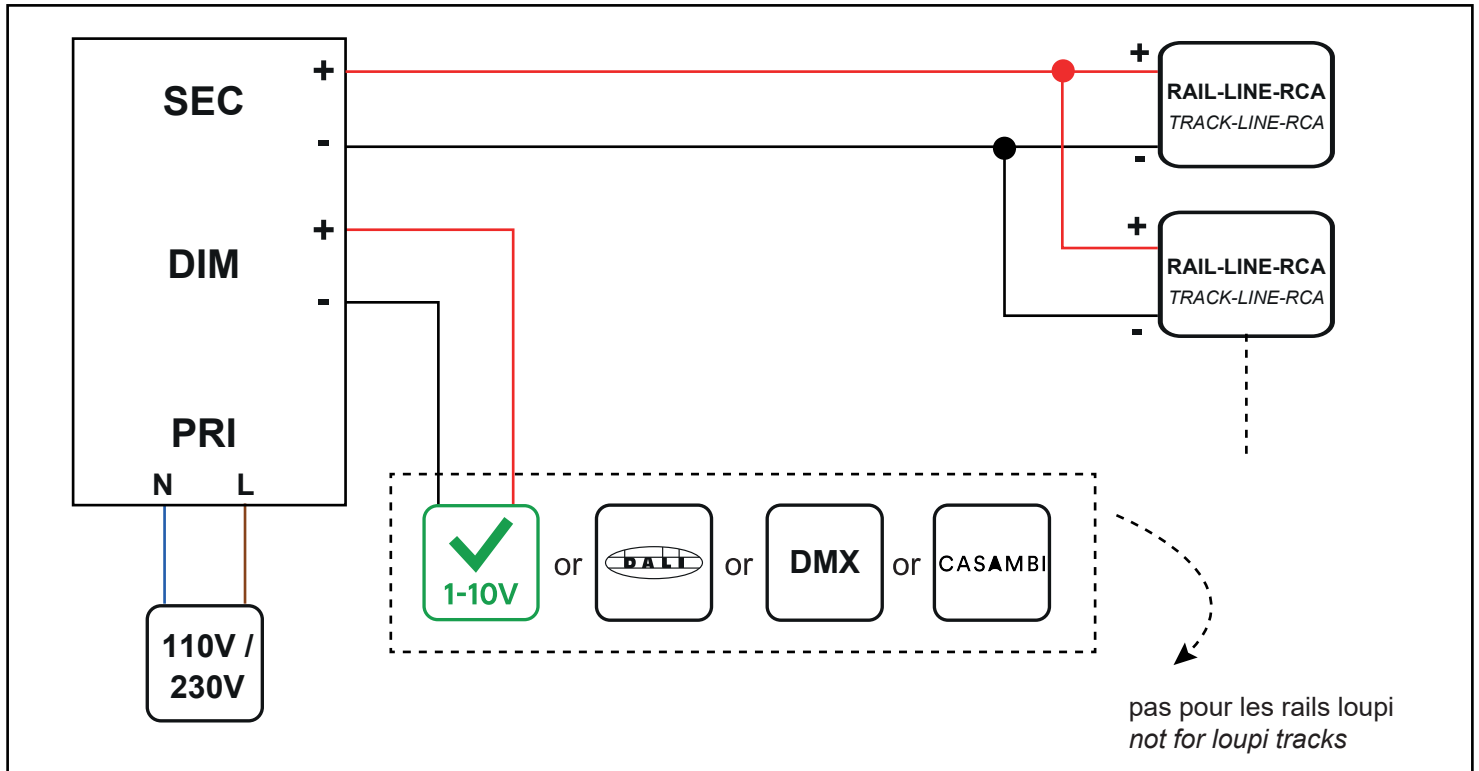 SEC
+
-
DIM
+
-
PRI
N L
110V /
230V
+
RAIL-LINE-RCA
TRACK-LINE-RCA
-
+
RAIL-LINE-RCA
TRACK-LINE-RCA
-
1-10V
or
DALI
or
DMX
or
CASAMBI
pas pour les rails loupi
not for loupi tracks